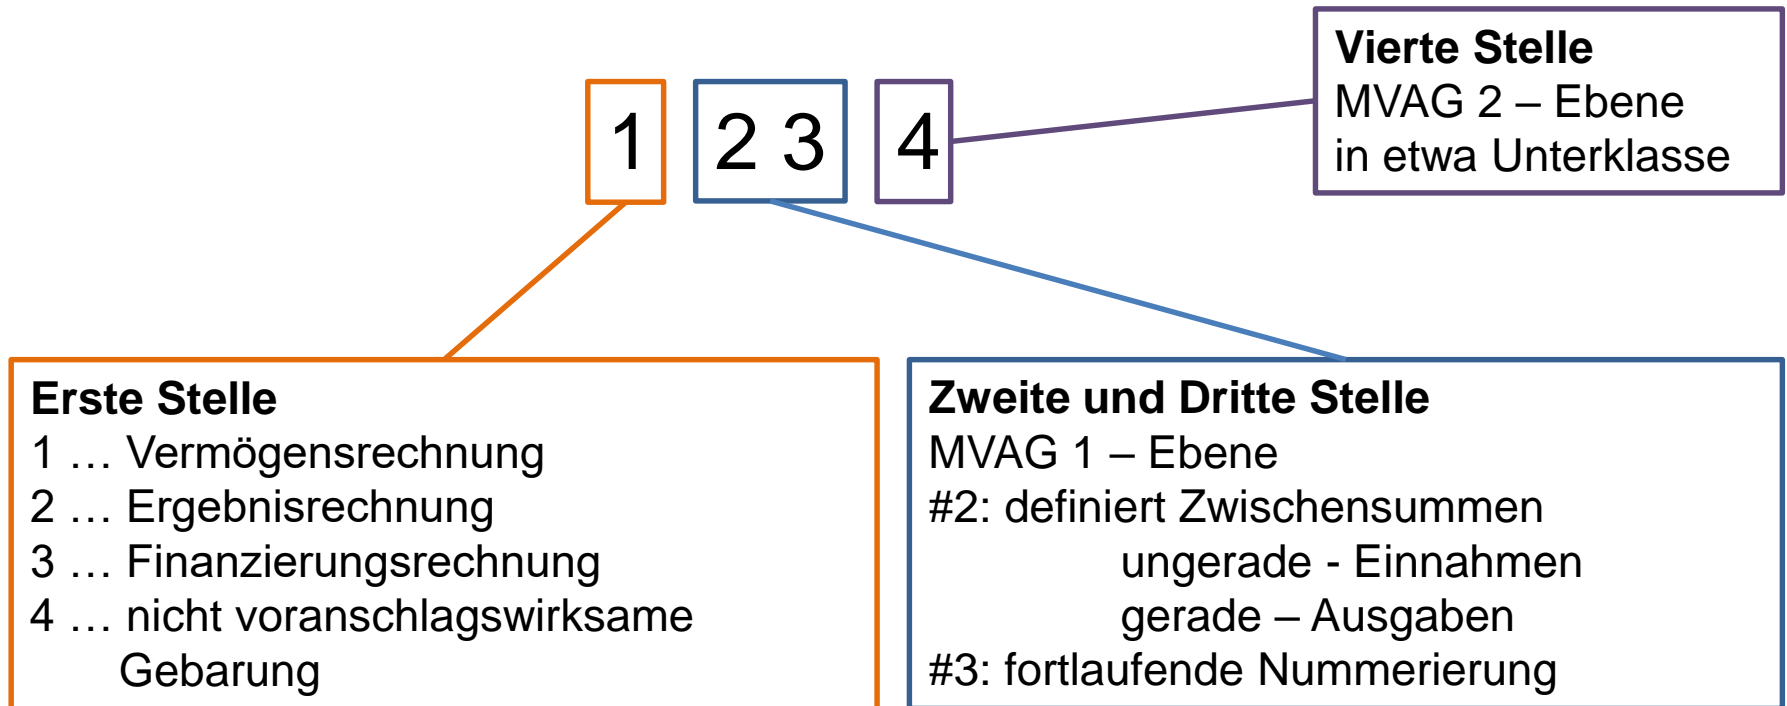 1 2 3 4
Vierte Stelle
MVAG 2 – Ebene
in etwa Unterklasse
Erste Stelle
1 … Vermögensrechnung
2 … Ergebnisrechnung
3 … Finanzierungsrechnung
4 … nicht voranschlagswirksame
Gebarung
Zweite und Dritte Stelle
MVAG 1 – Ebene
#2: definiert Zwischensummen
ungerade - Einnahmen
gerade – Ausgaben
#3: fortlaufende Nummerierung